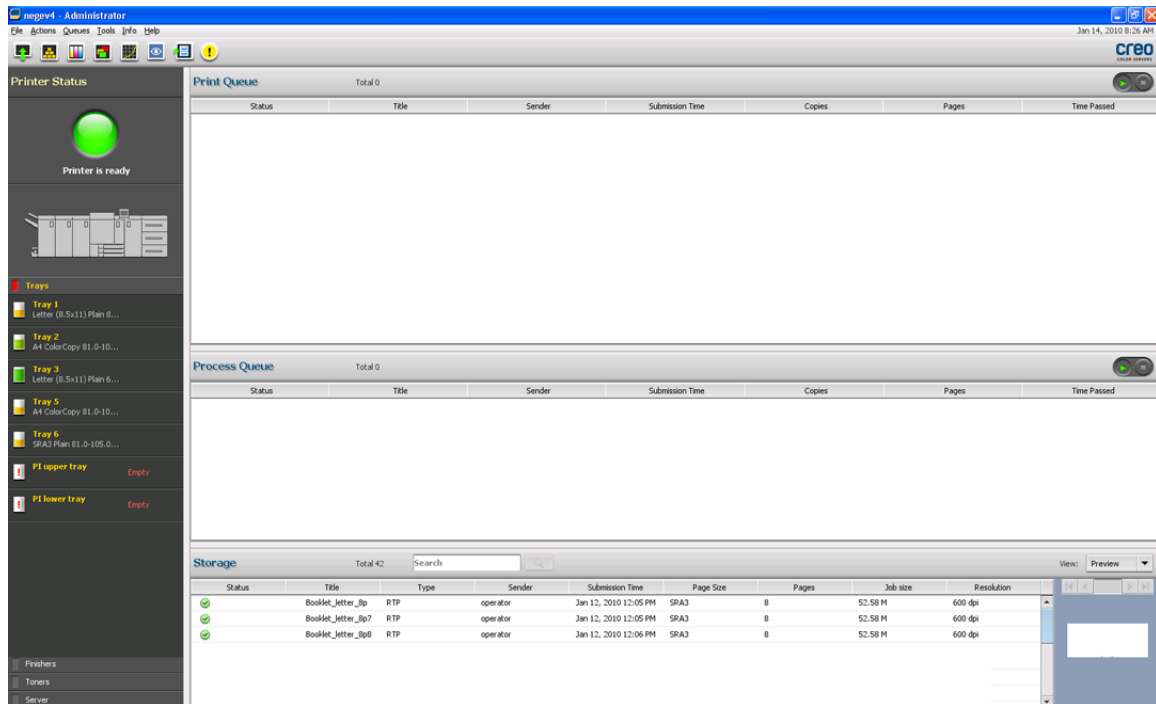 negev4 - Administrator
File Actions Queues Tools Info Help
Jan 14, 2010 8:26 AM
creo
COLOR SERVERS
Printer Status
Printer is ready
Trays
Tray 1
Letter (8.5x11) Plain 8...
Tray 2
A4 ColorCopy 81.0-10...
Tray 3
Letter (8.5x11) Plain 6...
Tray 5
A4 ColorCopy 81.0-10...
Tray 6
SRA3 Plain 81.0-105.0...
PI upper tray Empty
PI lower tray Empty
Finishers
Toners
Server
Print Queue Total 0
Status Title Sender Submission Time Copies Pages Time Passed
Process Queue Total 0
Status Title Sender Submission Time Copies Pages Time Passed
Storage Total 42 Search View: Preview
Status Title Type Sender Submission Time Page Size Pages Job size Resolution
Booklet_letter_8p RTP operator Jan 12, 2010 12:05 PM SRA3 8 52.58 M 600 dpi
Booklet_letter_8p7 RTP operator Jan 12, 2010 12:05 PM SRA3 8 52.58 M 600 dpi
Booklet_letter_8p8 RTP operator Jan 12, 2010 12:06 PM SRA3 8 52.58 M 600 dpi